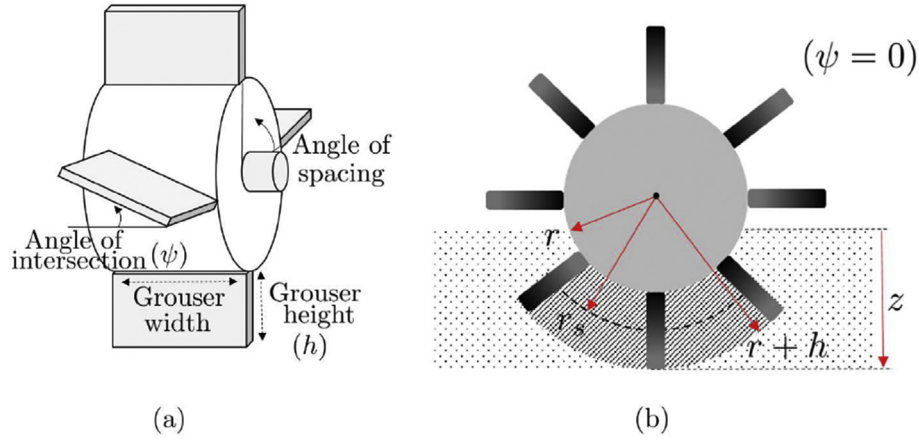 (ψ = 0)
Angle of
spacing
Angle of
intersection (ψ)
Grouser
width
Grouser
height
(h)
r
r_s
r + h
z
(a)
(b)